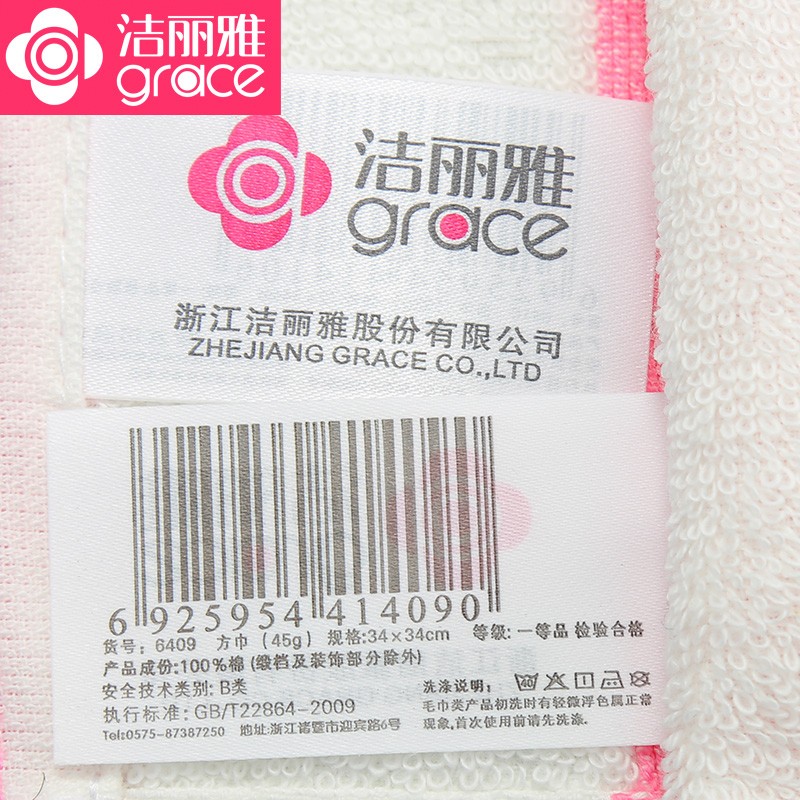 洁丽雅
grace
洁丽雅
grace
浙江洁丽雅股份有限公司
ZHEJIANG GRACE CO.,LTD
6 925954 414090
货号: 6409 方巾 (45g) 规格:34×34cm 等级: 一等品 检验合格
产品成份:100%棉 (缎档及装饰部分除外)
安全技术类别: B类
执行标准: GB/T22864-2009
Tel:0575-87387250 地址:浙江诸暨市迎宾路6号
洗涤说明: 40
毛巾类产品初洗时有轻微浮色属正常
现象,首次使用前请先洗涤.